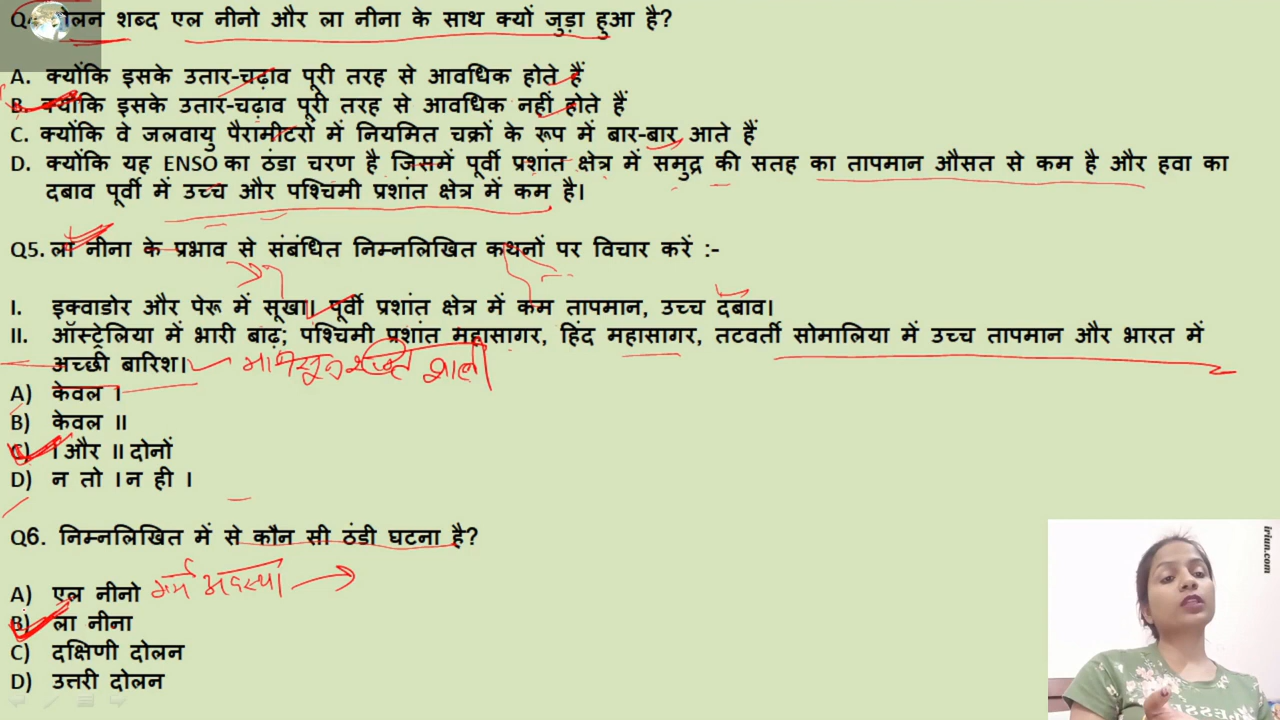 Q दोलन शब्द एल नीनो और ला नीना के साथ क्यों जुड़ा हुआ है?
A. क्योंकि इसके उतार-चढ़ाव पूरी तरह से आवधिक होते हैं
B. क्योंकि इसके उतार-चढ़ाव पूरी तरह से आवधिक नहीं होते हैं
C. क्योंकि वे जलवायु पैरामीटरों में नियमित चक्रों के रूप में बार-बार आते हैं
D. क्योंकि यह ENSO का ठंडा चरण है जिसमें पूर्वी प्रशांत क्षेत्र में समुद्र की सतह का तापमान औसत से कम है और हवा का
दबाव पूर्वी में उच्च और पश्चिमी प्रशांत क्षेत्र में कम है।
Q5. ला नीना के प्रभाव से संबंधित निम्नलिखित कथनों पर विचार करें :-
I. इक्वाडोर और पेरू में सूखा। पूर्वी प्रशांत क्षेत्र में कम तापमान, उच्च दबाव।
II. ऑस्ट्रेलिया में भारी बाढ़; पश्चिमी प्रशांत महासागर, हिंद महासागर, तटवर्ती सोमालिया में उच्च तापमान और भारत में
अच्छी बारिश।
A) केवल I
B) केवल II
C) I और II दोनों
D) न तो I न ही I
Q6. निम्नलिखित में से कौन सी ठंडी घटना है?
A) एल नीनो गर्म अवस्था
B) ला नीना
C) दक्षिणी दोलन
D) उत्तरी दोलन
iriun.com